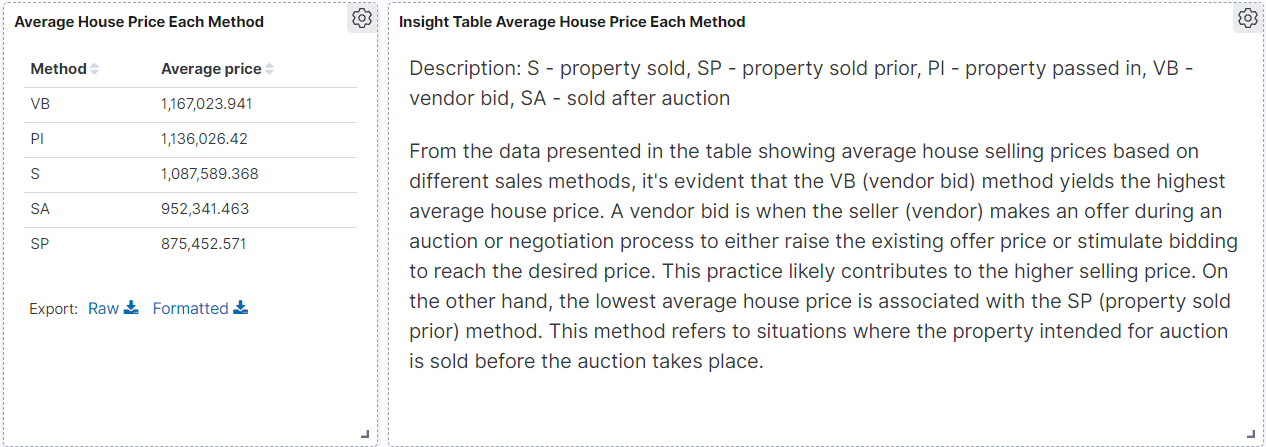 Average House Price Each Method
Method Average price
VB 1,167,023.941
PI 1,136,026.42
S 1,087,589.368
SA 952,341.463
SP 875,452.571
Export: Raw Formatted
Insight Table Average House Price Each Method
Description: S - property sold, SP - property sold prior, PI - property passed in, VB -
vendor bid, SA - sold after auction
From the data presented in the table showing average house selling prices based on
different sales methods, it's evident that the VB (vendor bid) method yields the highest
average house price. A vendor bid is when the seller (vendor) makes an offer during an
auction or negotiation process to either raise the existing offer price or stimulate bidding
to reach the desired price. This practice likely contributes to the higher selling price. On
the other hand, the lowest average house price is associated with the SP (property sold
prior) method. This method refers to situations where the property intended for auction
is sold before the auction takes place.